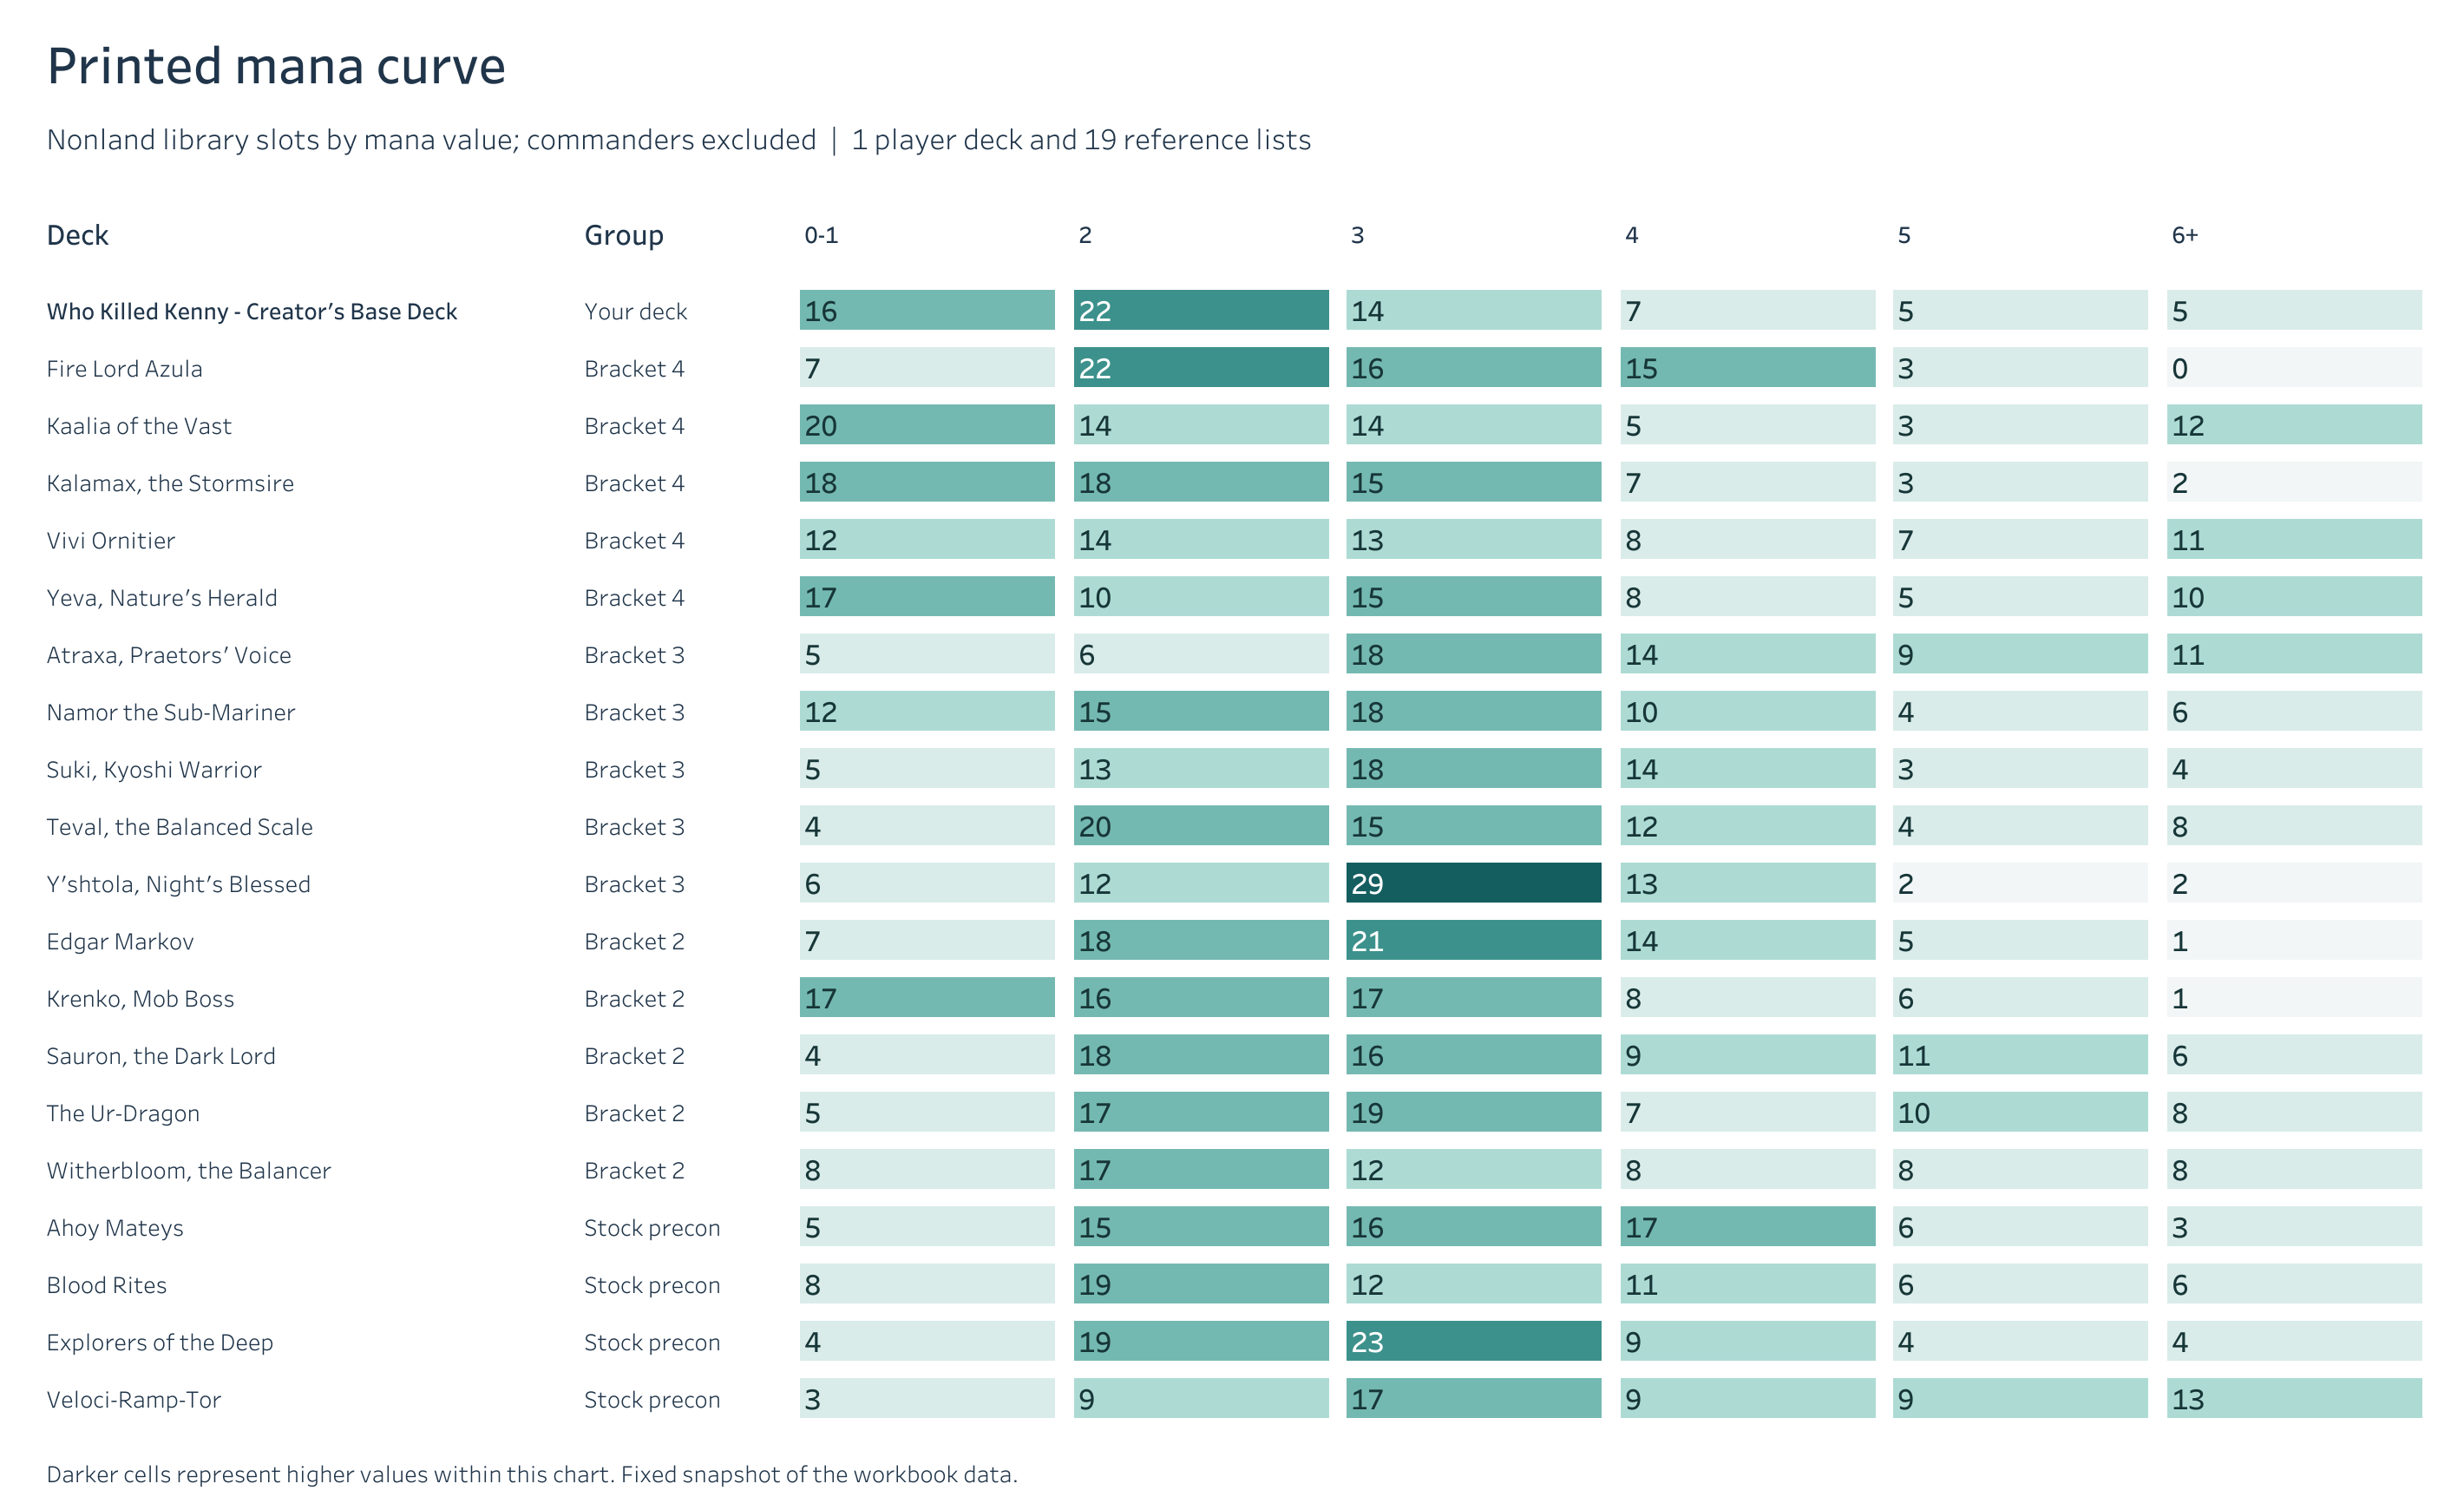 Printed mana curve
Nonland library slots by mana value; commanders excluded | 1 player deck and 19 reference lists
Deck Group 0-1 2 3 4 5 6+
Who Killed Kenny - Creator’s Base Deck Your deck 16 22 14 7 5 5
Fire Lord Azula Bracket 4 7 22 16 15 3 0
Kaalia of the Vast Bracket 4 20 14 14 5 3 12
Kalamax, the Stormsire Bracket 4 18 18 15 7 3 2
Vivi Ornitier Bracket 4 12 14 13 8 7 11
Yeva, Nature’s Herald Bracket 4 17 10 15 8 5 10
Atraxa, Praetors’ Voice Bracket 3 5 6 18 14 9 11
Namor the Sub-Mariner Bracket 3 12 15 18 10 4 6
Suki, Kyoshi Warrior Bracket 3 5 13 18 14 3 4
Teval, the Balanced Scale Bracket 3 4 20 15 12 4 8
Y’shtola, Night’s Blessed Bracket 3 6 12 29 13 2 2
Edgar Markov Bracket 2 7 18 21 14 5 1
Krenko, Mob Boss Bracket 2 17 16 17 8 6 1
Sauron, the Dark Lord Bracket 2 4 18 16 9 11 6
The Ur-Dragon Bracket 2 5 17 19 7 10 8
Witherbloom, the Balancer Bracket 2 8 17 12 8 8 8
Ahoy Mateys Stock precon 5 15 16 17 6 3
Blood Rites Stock precon 8 19 12 11 6 6
Explorers of the Deep Stock precon 4 19 23 9 4 4
Veloci-Ramp-Tor Stock precon 3 9 17 9 9 13
Darker cells represent higher values within this chart. Fixed snapshot of the workbook data.